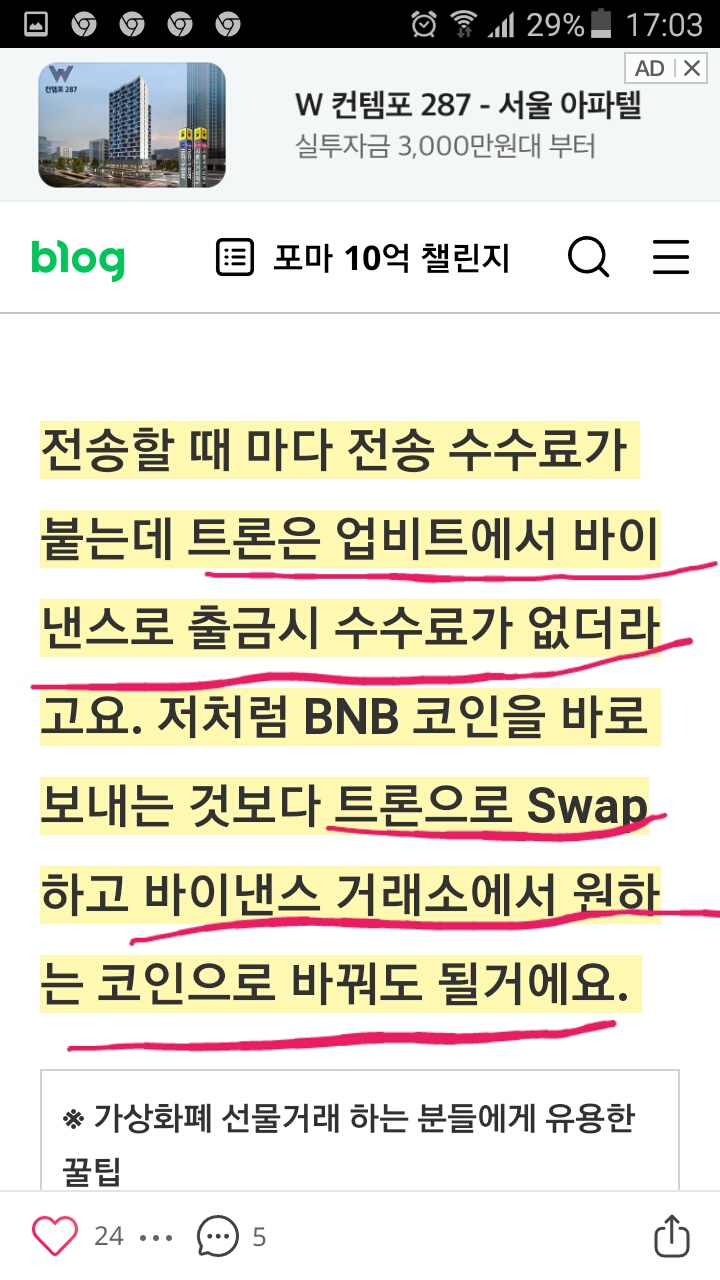 29% 17:03
W
컨템포 287
AD
W 컨템포 287 - 서울 아파텔
실투자금 3,000만원대 부터
blog 포마 10억 챌린지
전송할 때 마다 전송 수수료가
붙는데 트론은 업비트에서 바이
낸스로 출금시 수수료가 없더라
고요. 저처럼 BNB 코인을 바로
보내는 것보다 트론으로 Swap
하고 바이낸스 거래소에서 원하
는 코인으로 바꿔도 될거에요.
※ 가상화폐 선물거래 하는 분들에게 유용한
꿀팁
24 5